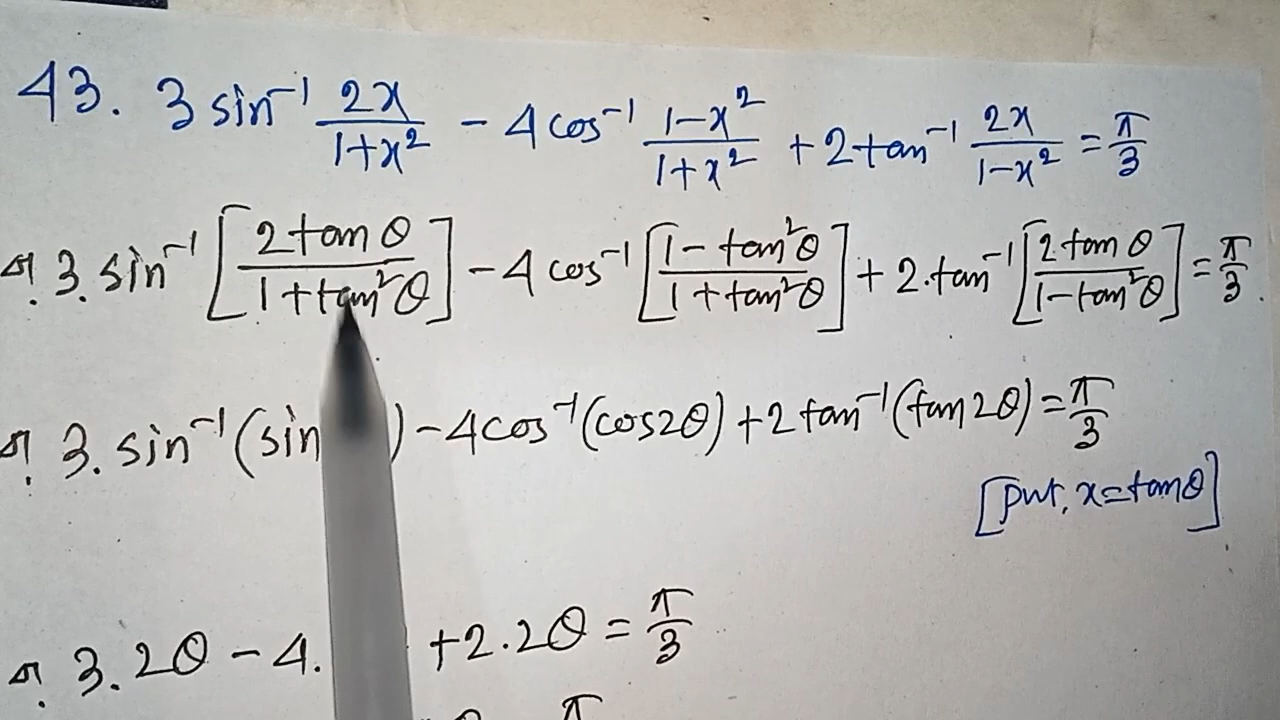 43. 3 sin⁻¹ 2x/1+x² - 4 cos⁻¹ 1-x²/1+x² + 2 tan⁻¹ 2x/1-x² = π/3
বা, 3. sin⁻¹ [2 tan θ/1 + tan²θ] - 4 cos⁻¹ [1 - tan²θ/1 + tan²θ] + 2. tan⁻¹ [2 tan θ/1 - tan²θ] = π/3.
বা, 3. sin⁻¹ (sin ) - 4 cos⁻¹ (cos2θ) + 2 tan⁻¹ (tan 2θ) = π/3
[put, x = tanθ]
বা, 3. 2θ - 4. + 2.2θ = π/3
π